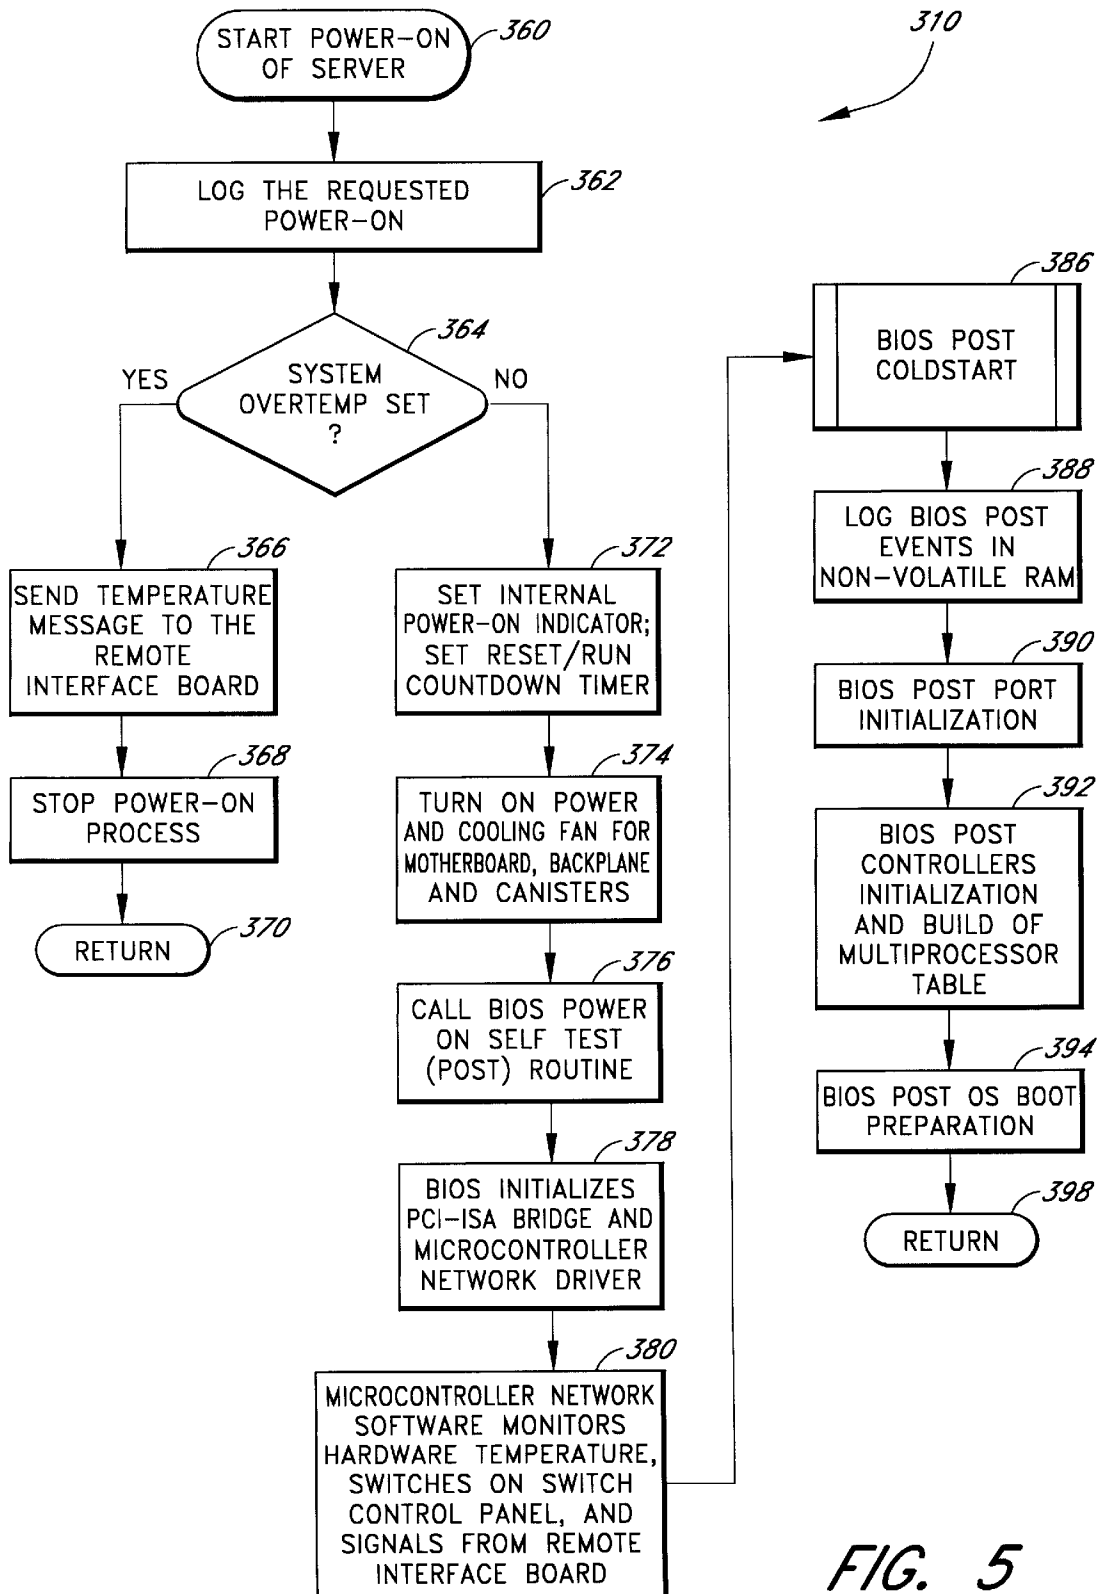 START POWER-ON
OF SERVER
360
310
LOG THE REQUESTED
POWER-ON
362
364
SYSTEM
OVERTEMP SET
?
YES
NO
366
SEND TEMPERATURE
MESSAGE TO THE
REMOTE
INTERFACE BOARD
368
STOP POWER-ON
PROCESS
RETURN
370
372
SET INTERNAL
POWER-ON INDICATOR;
SET RESET/RUN
COUNTDOWN TIMER
374
TURN ON POWER
AND COOLING FAN FOR
MOTHERBOARD, BACKPLANE
AND CANISTERS
376
CALL BIOS POWER
ON SELF TEST
(POST) ROUTINE
378
BIOS INITIALIZES
PCI-ISA BRIDGE AND
MICROCONTROLLER
NETWORK DRIVER
380
MICROCONTROLLER NETWORK
SOFTWARE MONITORS
HARDWARE TEMPERATURE,
SWITCHES ON SWITCH
CONTROL PANEL, AND
SIGNALS FROM REMOTE
INTERFACE BOARD
386
BIOS POST
COLDSTART
388
LOG BIOS POST
EVENTS IN
NON-VOLATILE RAM
390
BIOS POST PORT
INITIALIZATION
392
BIOS POST
CONTROLLERS
INITIALIZATION
AND BUILD OF
MULTIPROCESSOR
TABLE
394
BIOS POST OS BOOT
PREPARATION
398
RETURN
FIG. 5